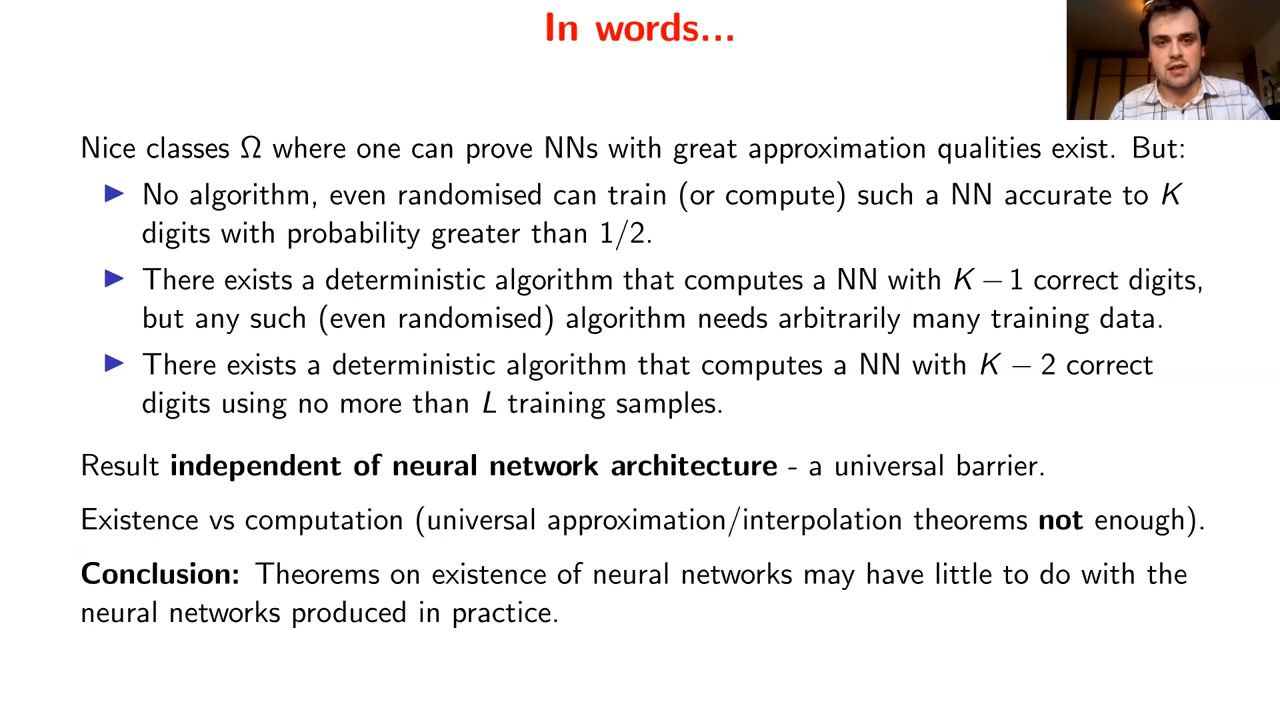 In words...
Nice classes Ω where one can prove NNs with great approximation qualities exist. But:
▶ No algorithm, even randomised can train (or compute) such a NN accurate to K
digits with probability greater than 1/2.
▶ There exists a deterministic algorithm that computes a NN with K − 1 correct digits,
but any such (even randomised) algorithm needs arbitrarily many training data.
▶ There exists a deterministic algorithm that computes a NN with K − 2 correct
digits using no more than L training samples.
Result independent of neural network architecture - a universal barrier.
Existence vs computation (universal approximation/interpolation theorems not enough).
Conclusion: Theorems on existence of neural networks may have little to do with the
neural networks produced in practice.